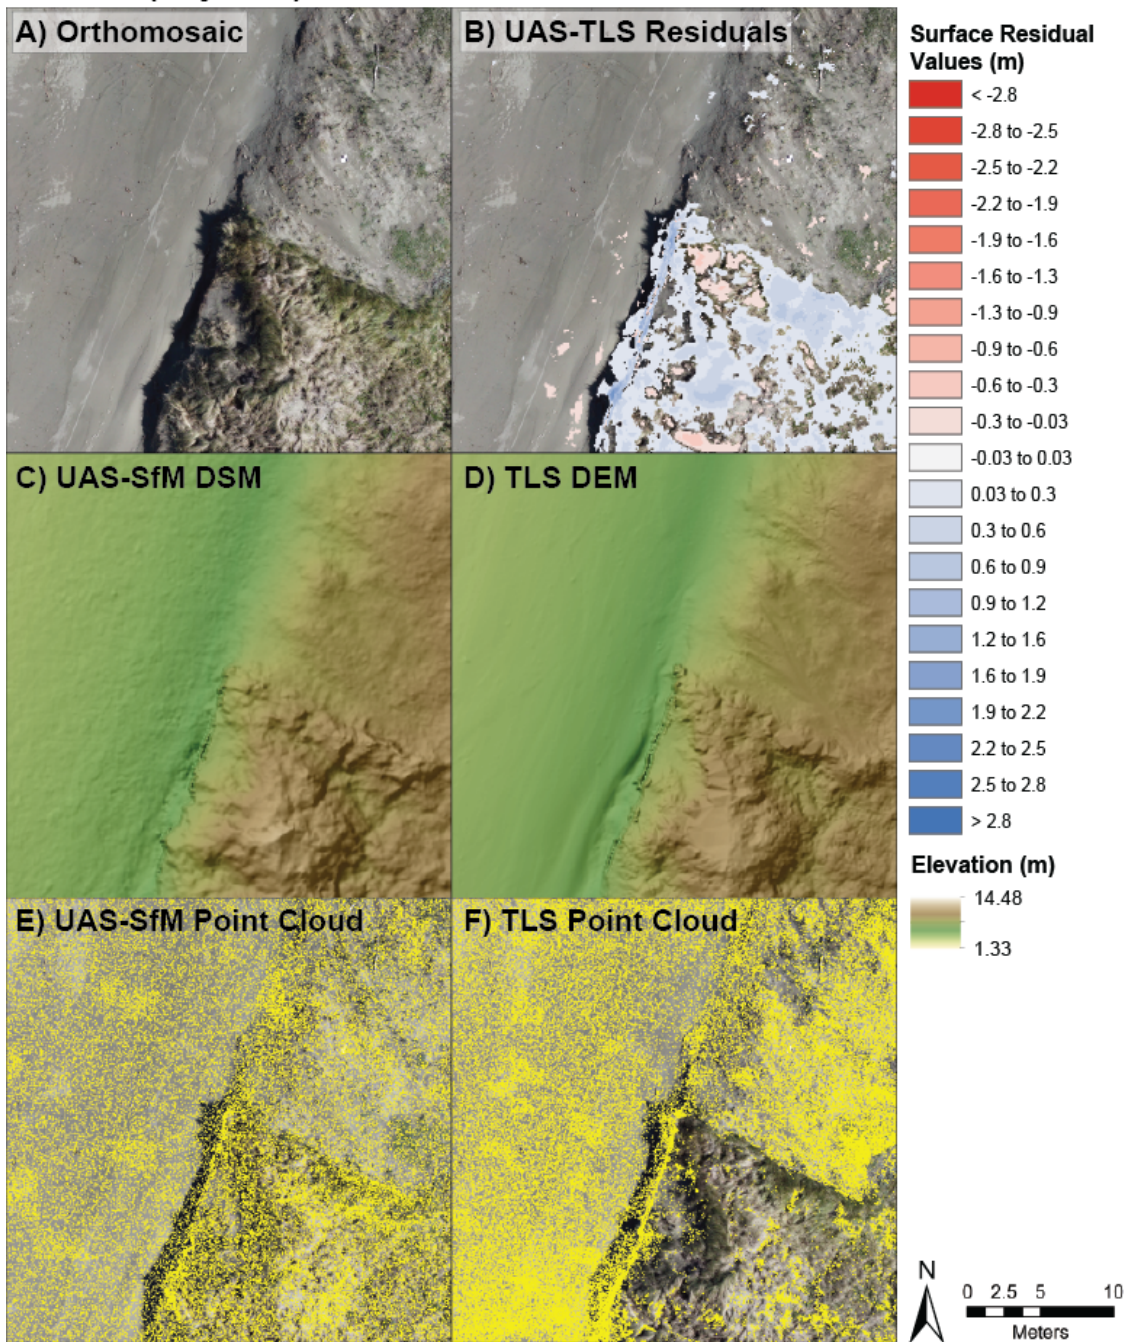 A) Orthomosaic
B) UAS-TLS Residuals
C) UAS-SfM DSM
D) TLS DEM
E) UAS-SfM Point Cloud
F) TLS Point Cloud
Surface Residual
Values (m)
< -2.8
-2.8 to -2.5
-2.5 to -2.2
-2.2 to -1.9
-1.9 to -1.6
-1.6 to -1.3
-1.3 to -0.9
-0.9 to -0.6
-0.6 to -0.3
-0.3 to -0.03
-0.03 to 0.03
0.03 to 0.3
0.3 to 0.6
0.6 to 0.9
0.9 to 1.2
1.2 to 1.6
1.6 to 1.9
1.9 to 2.2
2.2 to 2.5
2.5 to 2.8
> 2.8
Elevation (m)
14.48
1.33
N
0 2.5 5 10
Meters